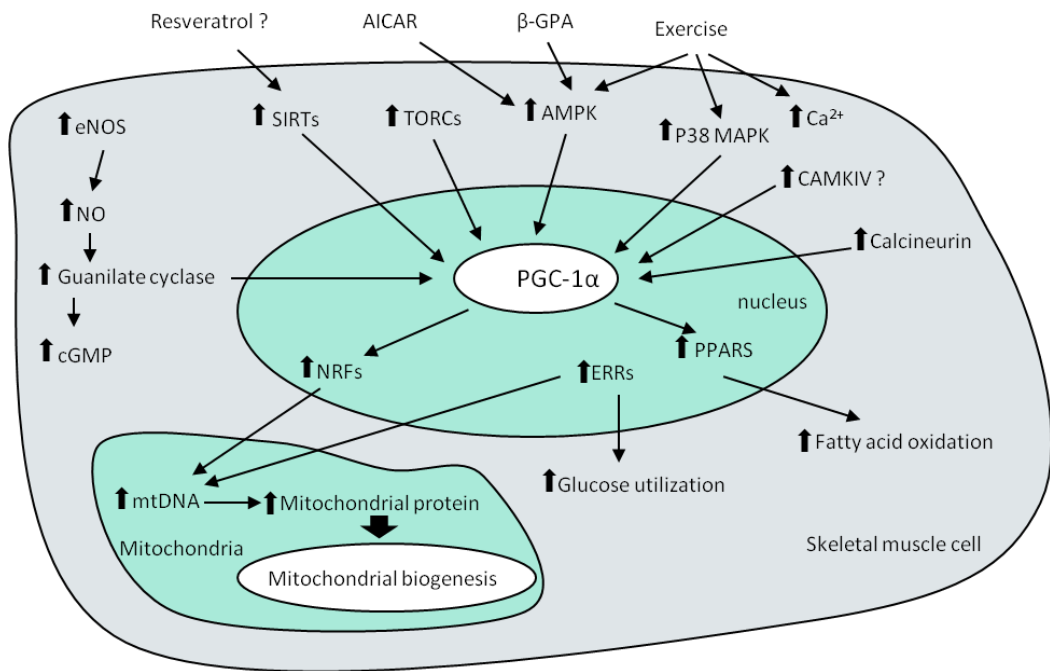 Resveratrol ?
AICAR
β-GPA
Exercise
eNOS
SIRTs
TORCs
AMPK
P38 MAPK
Ca²⁺
NO
CAMKIV ?
Guanilate cyclase
Calcineurin
PGC-1α
nucleus
cGMP
NRFs
ERRs
PPARS
Fatty acid oxidation
Glucose utilization
mtDNA
Mitochondrial protein
Mitochondria
Skeletal muscle cell
Mitochondrial biogenesis